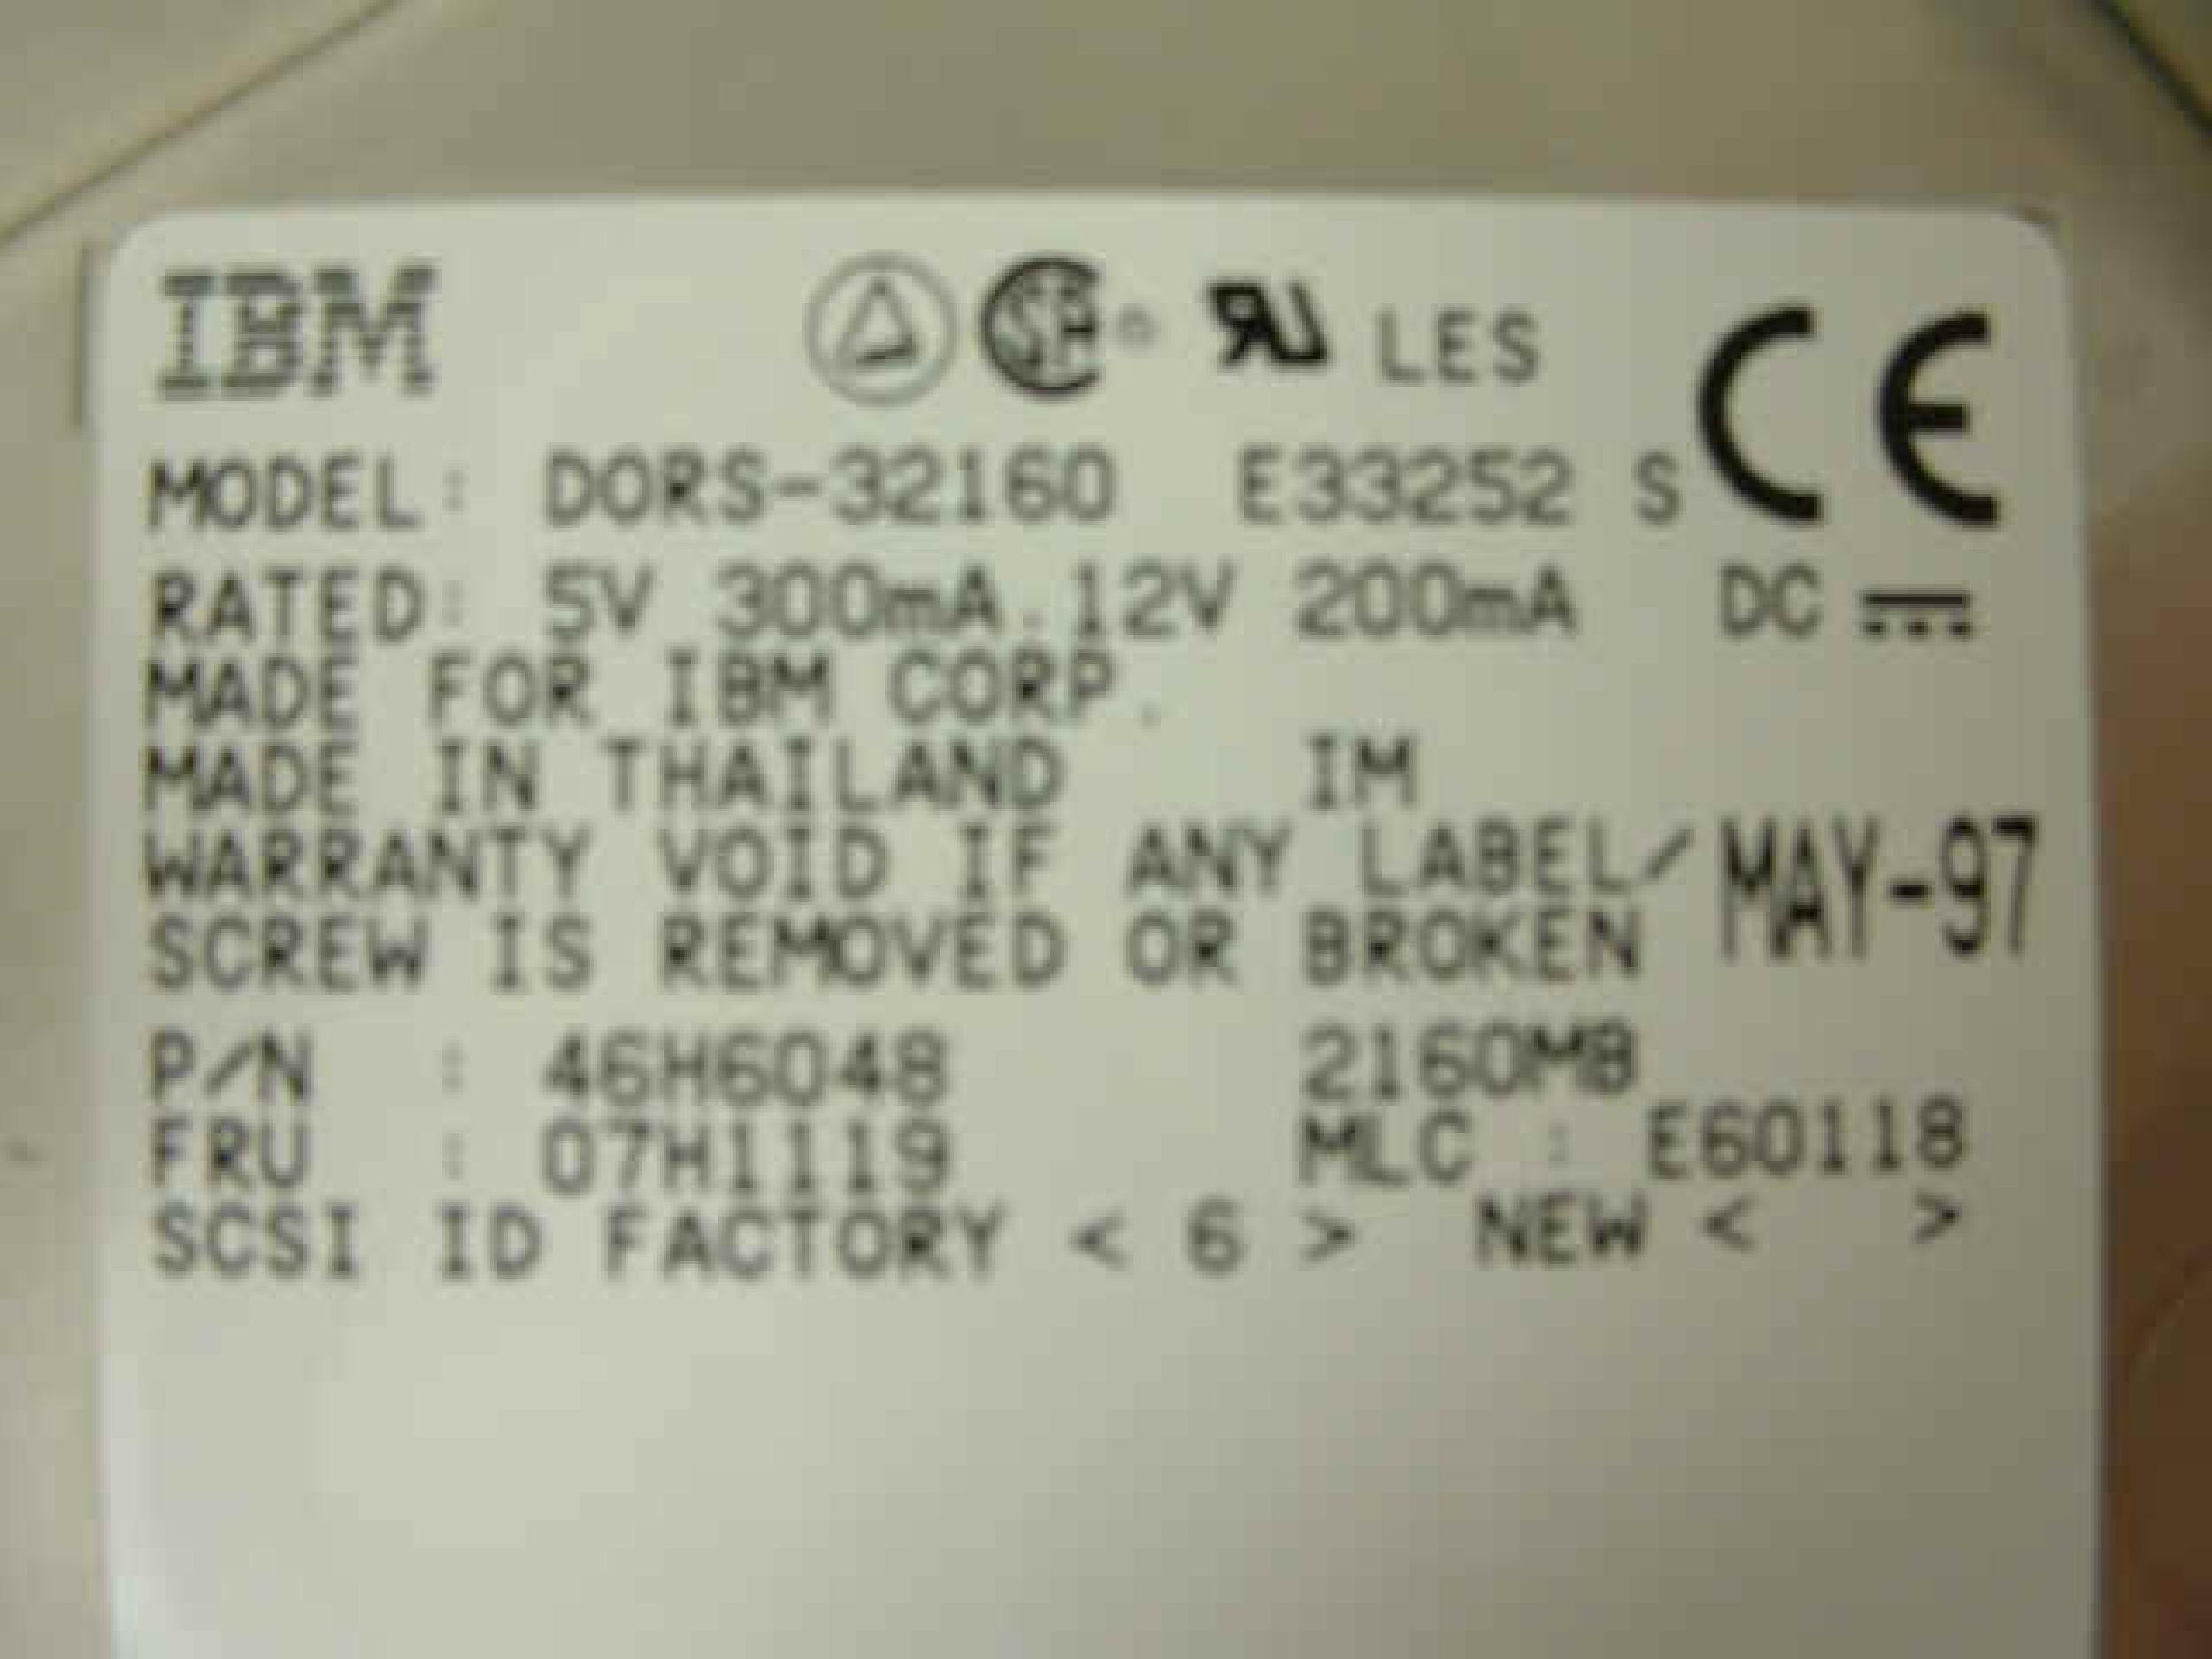 IBM LES CE
MODEL: DORS-32160 E33252 S
RATED: 5V 300mA.12V 200mA DC
MADE FOR IBM CORP.
MADE IN THAILAND IM
WARRANTY VOID IF ANY LABEL/ MAY-97
SCREW IS REMOVED OR BROKEN
P/N : 46H6048 2160MB
FRU : 07H1119 MLC : E60118
SCSI ID FACTORY < 6 > NEW < >